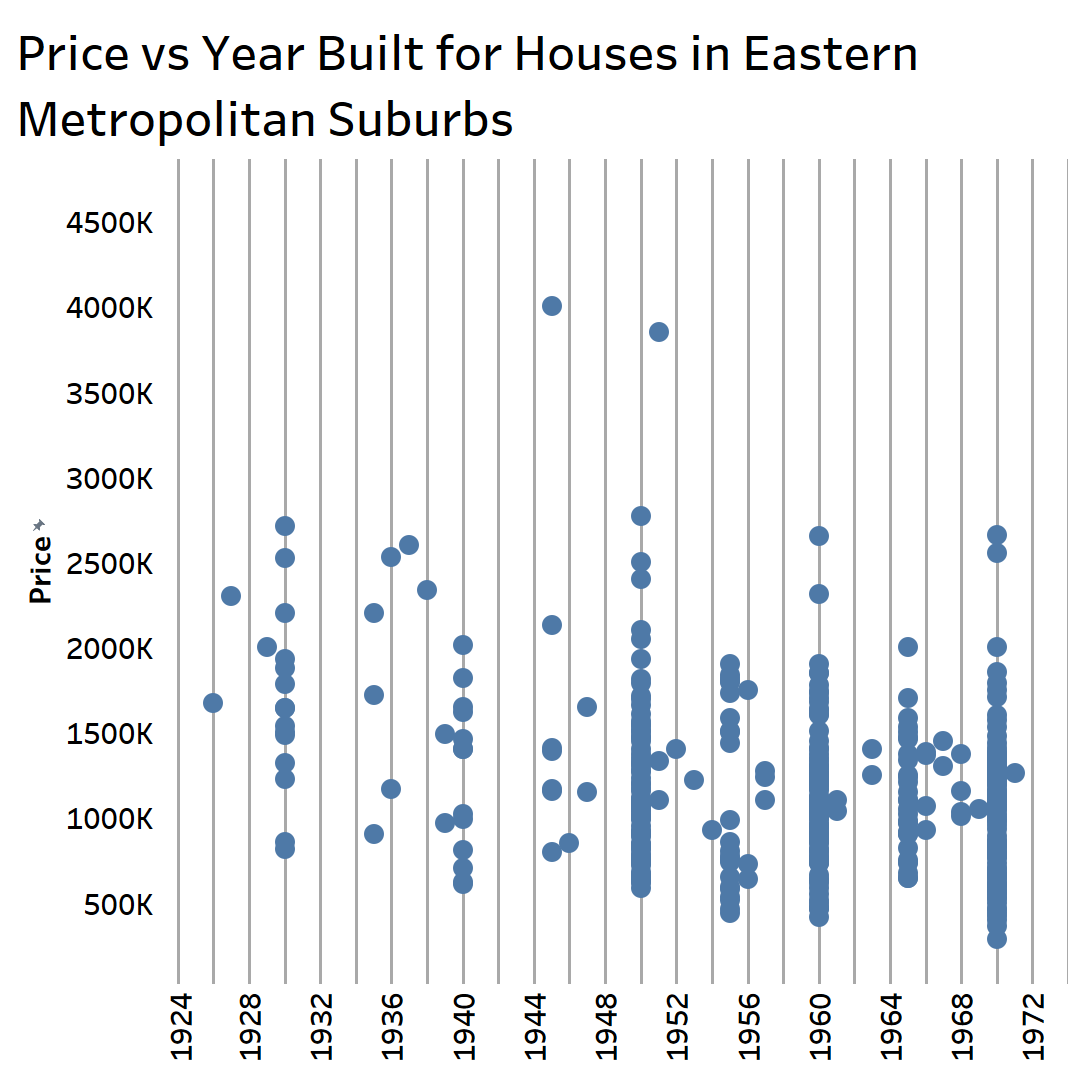 Price vs Year Built for Houses in Eastern
Metropolitan Suburbs
4500K
4000K
3500K
3000K
2500K
2000K
1500K
1000K
500K
Price
1924
1928
1932
1936
1940
1944
1948
1952
1956
1960
1964
1968
1972